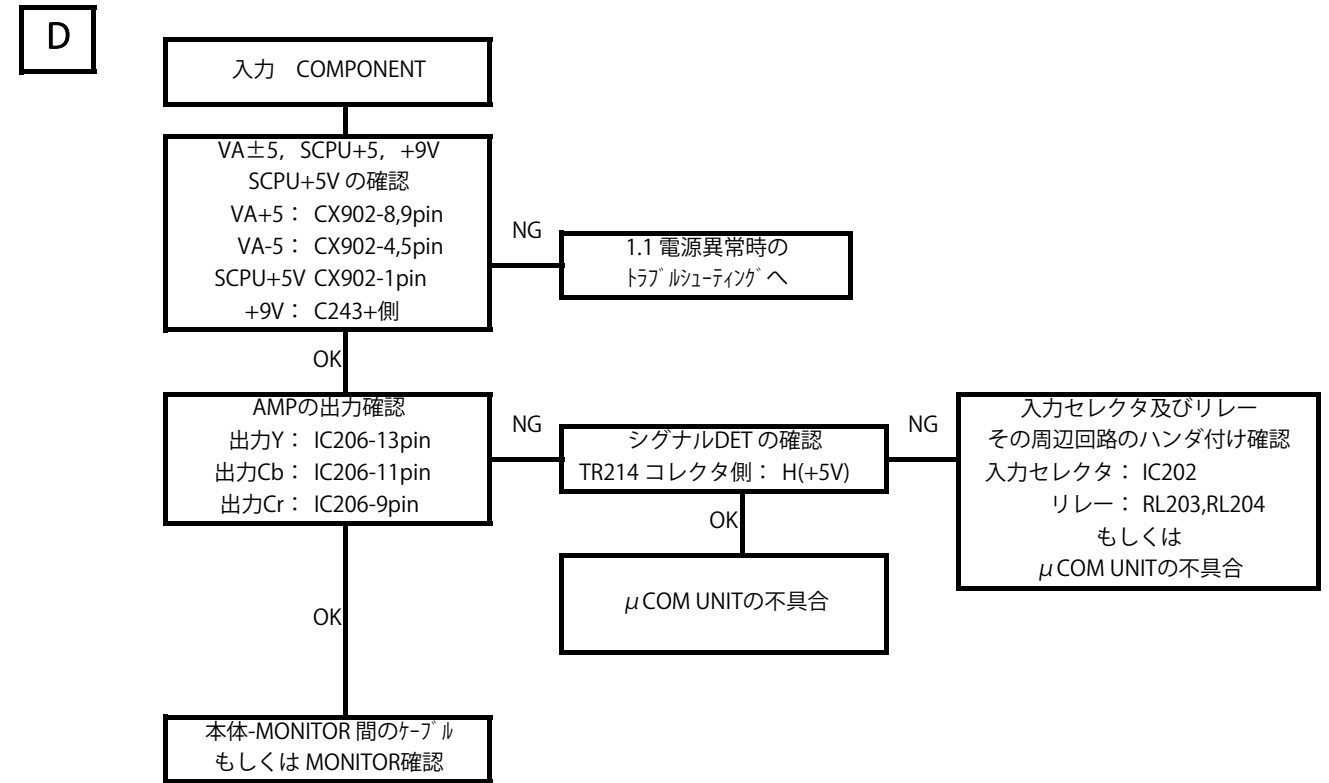 D
入力　COMPONENT
VA±5,  SCPU+5,  +9V
SCPU+5V の確認
VA+5： CX902-8,9pin
VA-5： CX902-4,5pin
SCPU+5V CX902-1pin
+9V： C243+側
NG
1.1 電源異常時の
ﾄﾗﾌﾞﾙｼｭｰﾃｨﾝｸﾞへ
OK
AMPの出力確認
出力Y： IC206-13pin
出力Cb： IC206-11pin
出力Cr： IC206-9pin
NG
シグナルDET の確認
TR214 コレクタ側： H(+5V)
NG
入力セレクタ及びリレー
その周辺回路のハンダ付け確認
入力セレクタ： IC202
リレー： RL203,RL204
もしくは
μCOM UNITの不具合
OK
μCOM UNITの不具合
OK
本体-MONITOR 間のｹｰﾌﾞﾙ
もしくは MONITOR確認